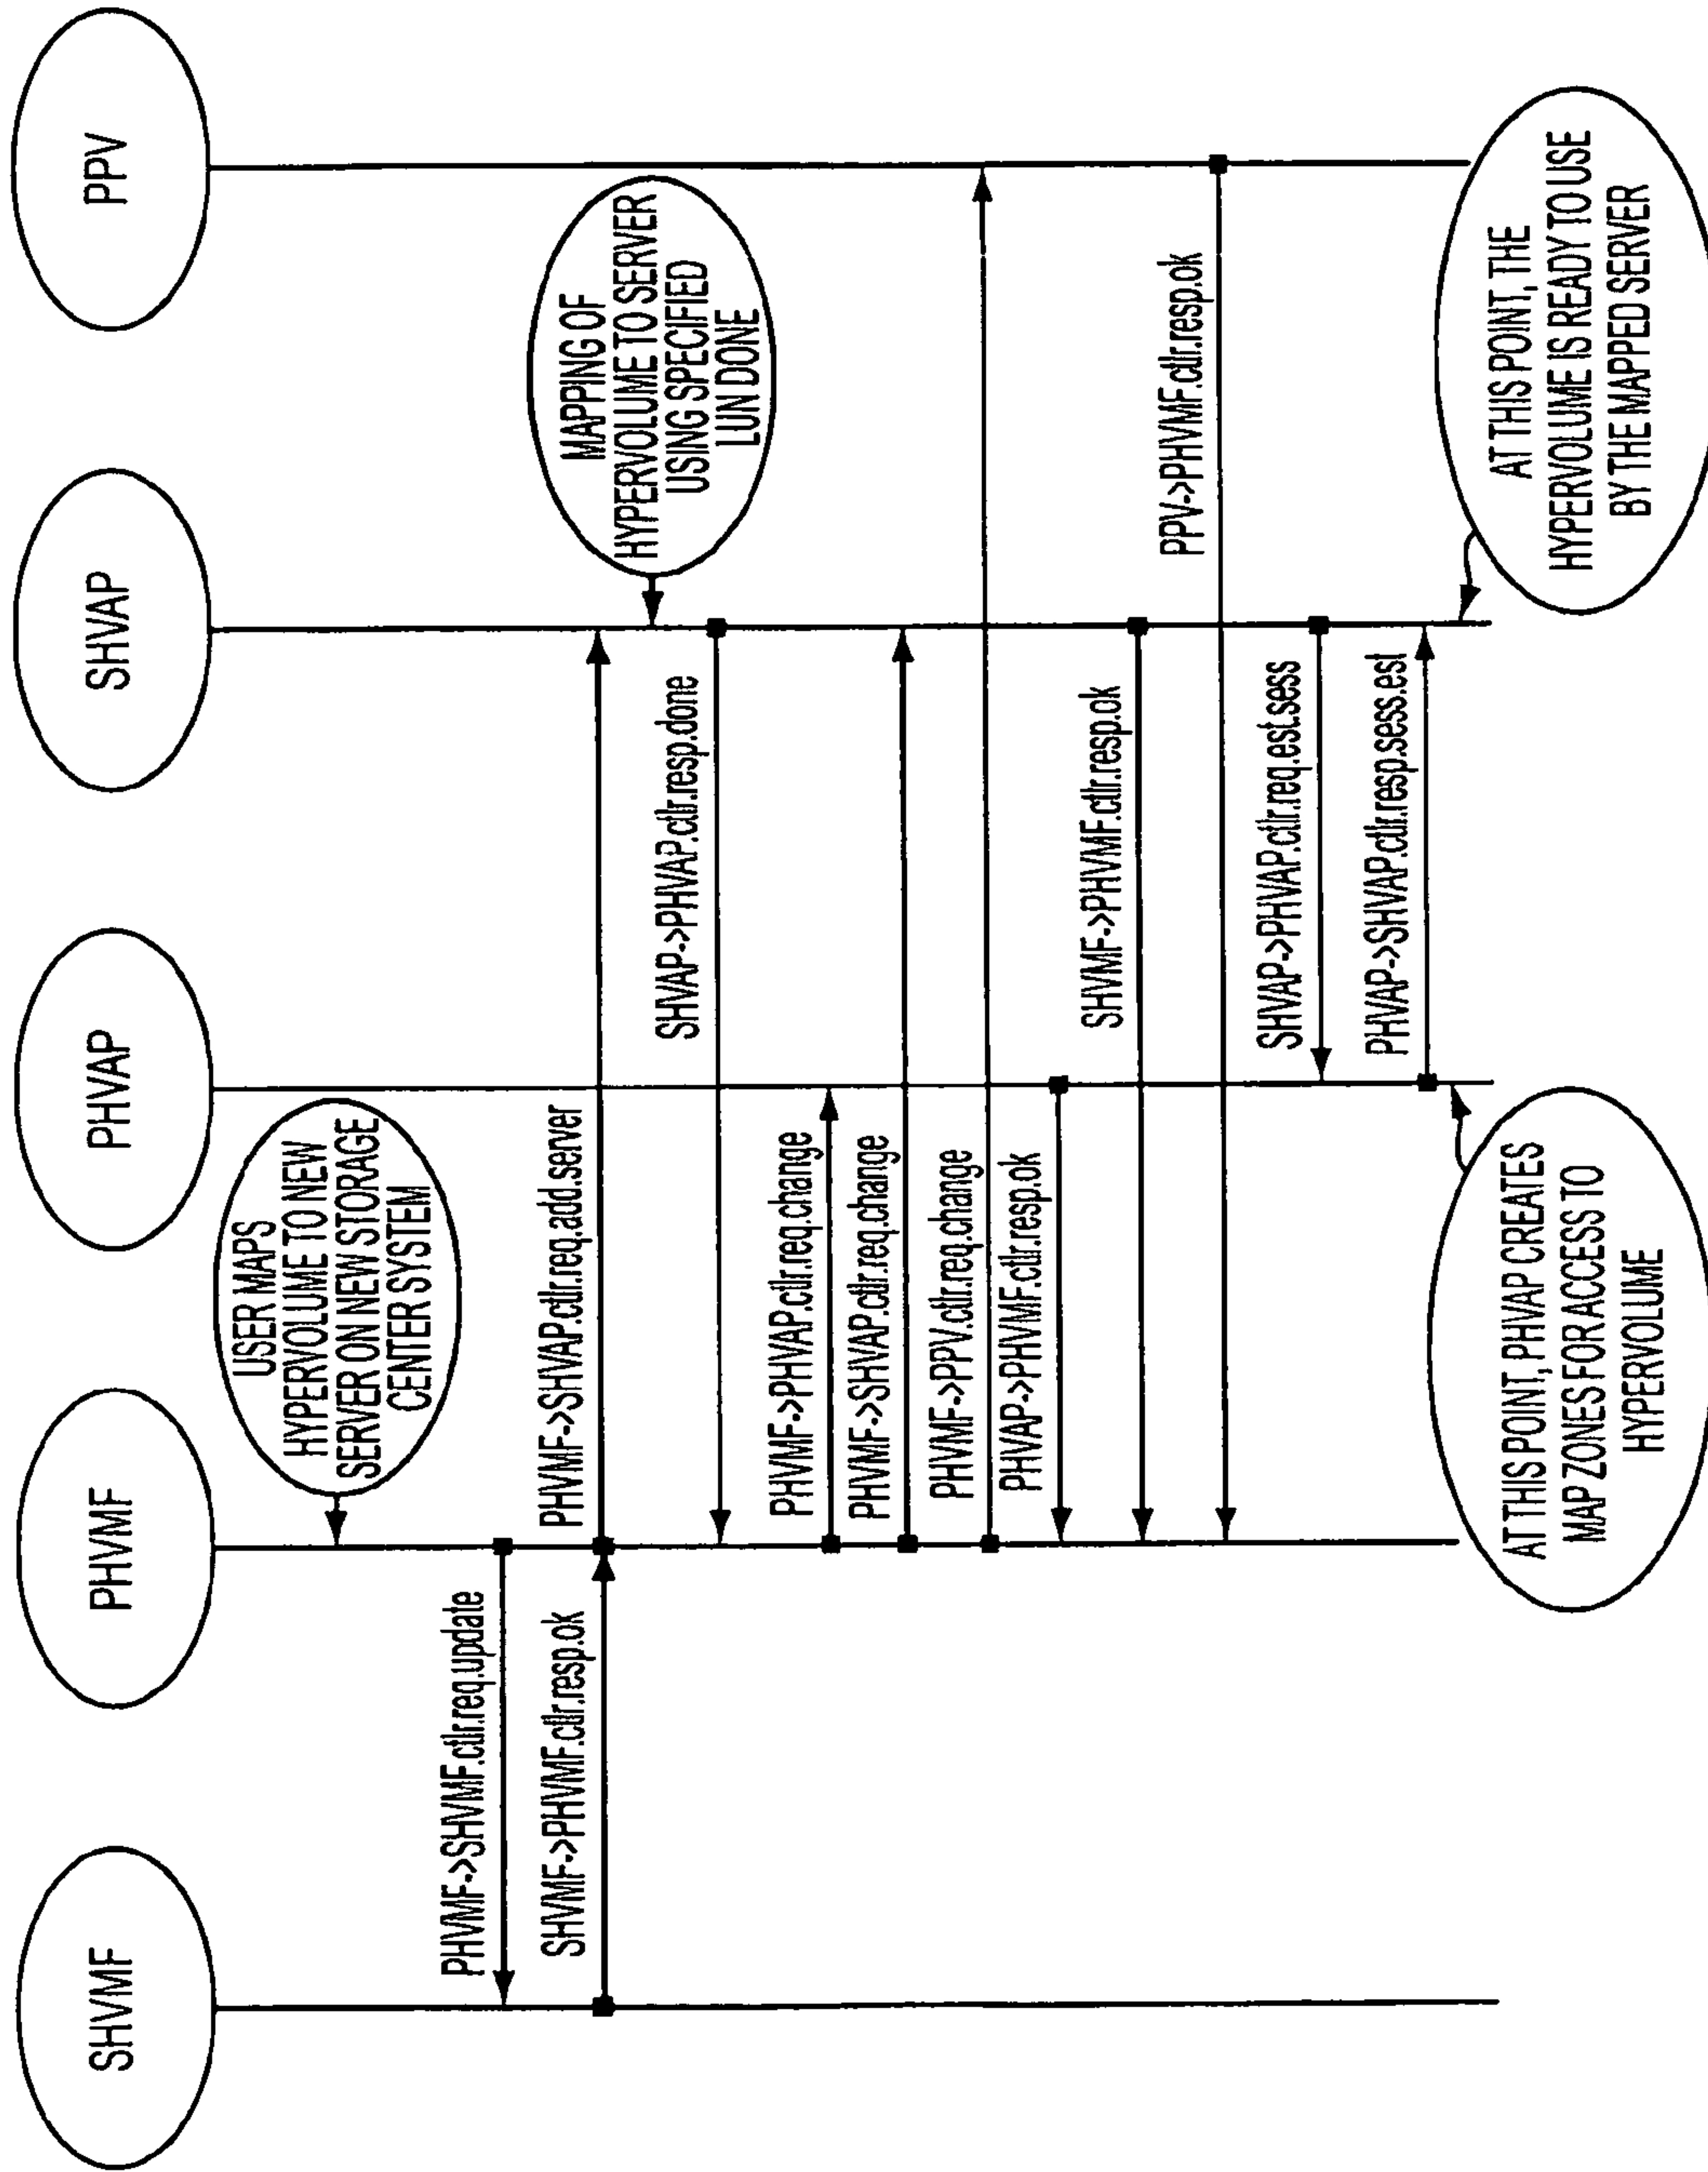 SHVMF
PHVMF
PHVAP
SHVAP
PPV
USER MAPS
HYPERVOLUME TO NEW
SERVER ON NEW STORAGE
CENTER SYSTEM
PHVMF->SHVMF.ctlr.req.update
SHVMF->PHVMF.ctlr.resp.ok
PHVMF->SHVAP.ctlr.req.add.server
MAPPING OF
HYPERVOLUME TO SERVER
USING SPECIFIED
LUN DONE
SHVAP->PHVAP.ctlr.resp.done
PHVMF->PHVAP.ctlr.req.change
PHVMF->SHVAP.ctlr.req.change
PHVMF->PPV.ctlr.req.change
PHVAP->PHVMF.ctlr.resp.ok
SHVMF->PHVMF.ctlr.resp.ok
PPV->PHVMF.ctlr.resp.ok
SHVAP->PHVAP.ctlr.req.est.sess
PHVAP->SHVAP.ctlr.resp.sess.est
AT THIS POINT, PHVAP CREATES
MAP ZONES FOR ACCESS TO
HYPERVOLUME
AT THIS POINT, THE
HYPERVOLUME IS READY TO USE
BY THE MAPPED SERVER